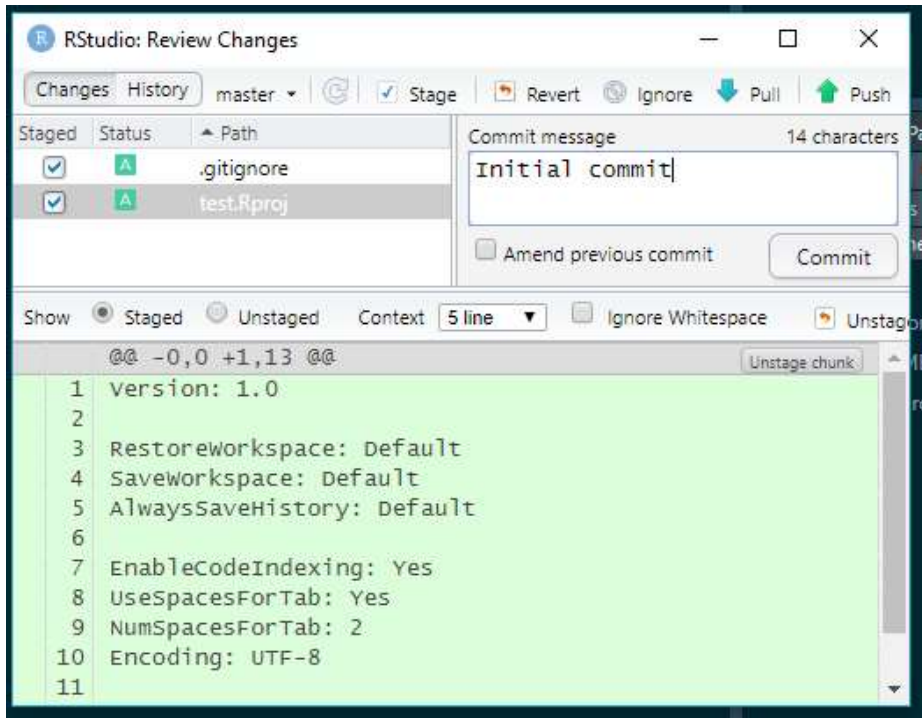 R RStudio: Review Changes
Changes History master Stage Revert Ignore Pull Push
Staged Status Path
A .gitignore
A test.Rproj
Commit message 14 characters
Initial commit
Amend previous commit Commit
Show Staged Unstaged Context 5 line Ignore Whitespace
@@ -0,0 +1,13 @@ Unstage chunk
1 Version: 1.0
2
3 RestoreWorkspace: Default
4 SaveWorkspace: Default
5 AlwaysSaveHistory: Default
6
7 EnableCodeIndexing: Yes
8 UseSpacesForTab: Yes
9 NumSpacesForTab: 2
10 Encoding: UTF-8
11